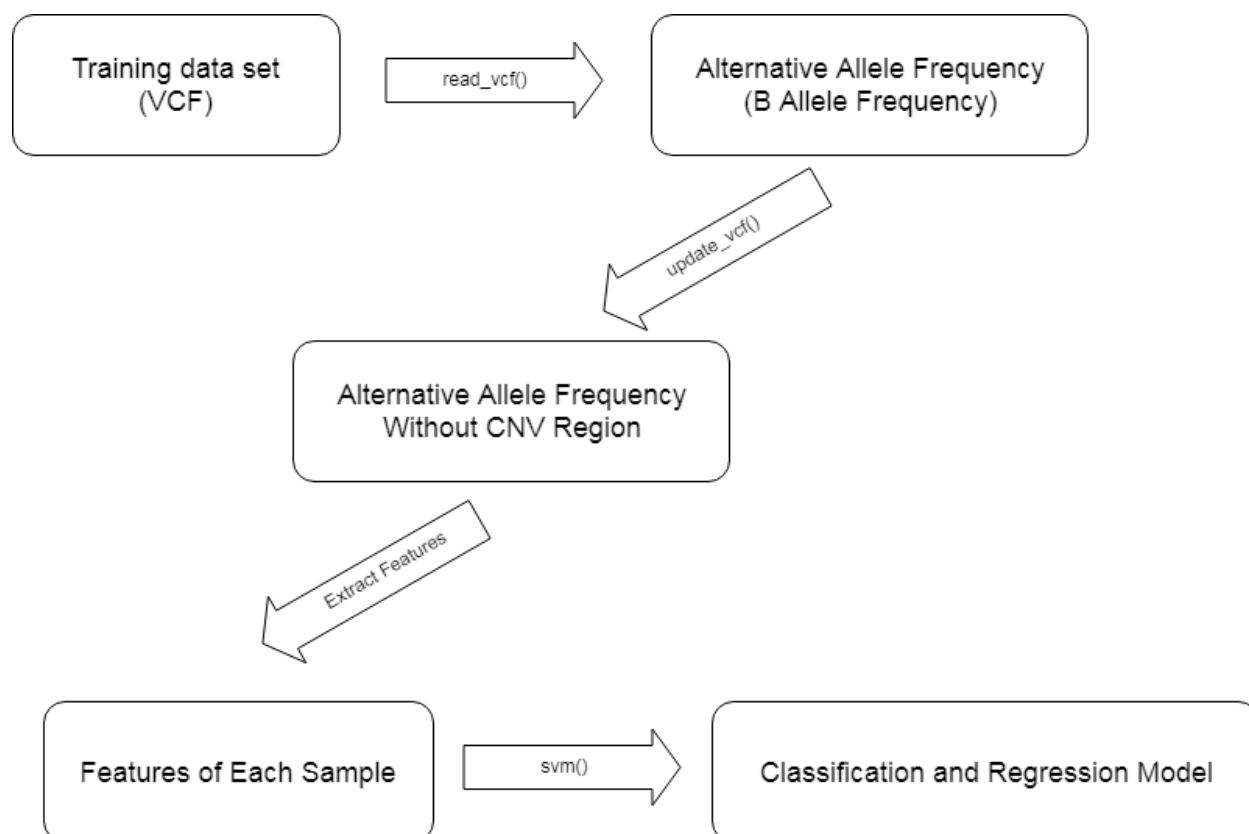 Training data set
(VCF)
read_vcf()
Alternative Allele Frequency
(B Allele Frequency)
update_vcf()
Alternative Allele Frequency
Without CNV Region
Extract Features
Features of Each Sample
svm()
Classification and Regression Model